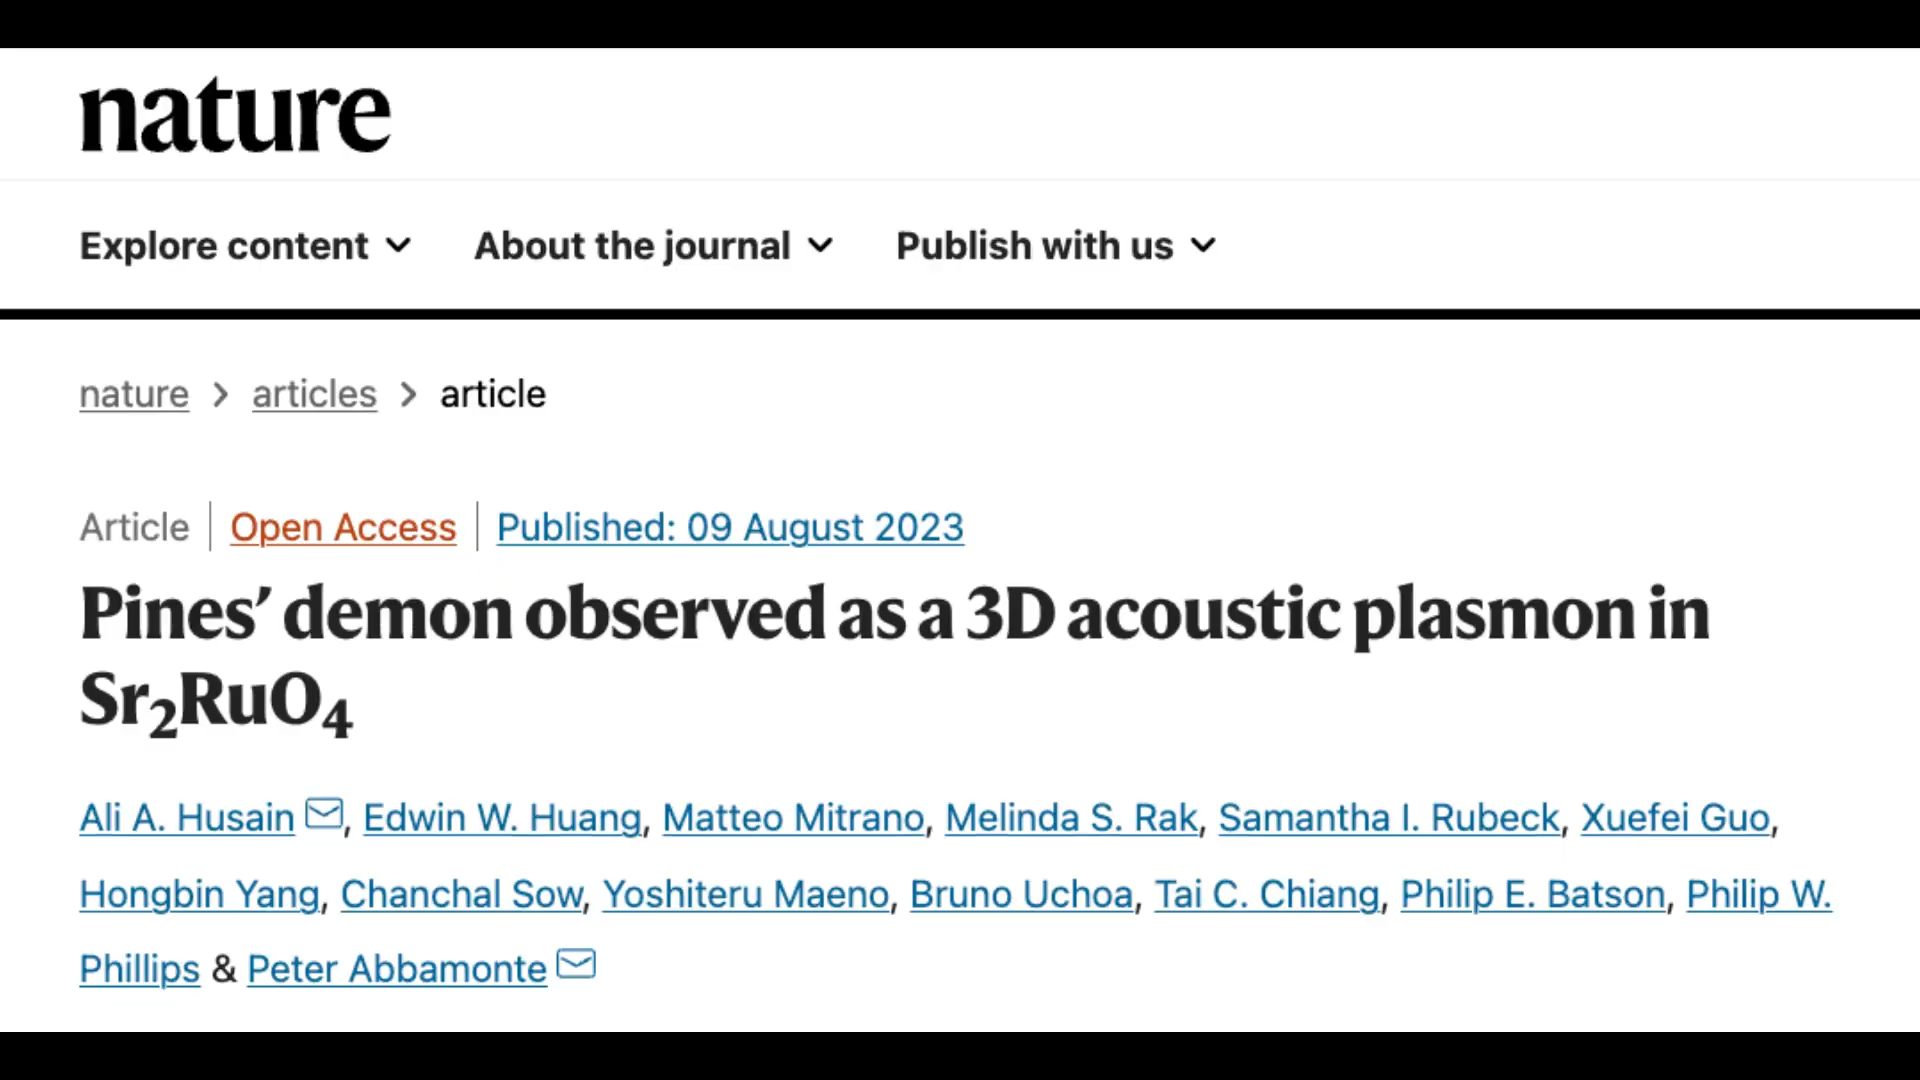 nature
Explore content About the journal Publish with us
nature > articles > article
Article Open Access Published: 09 August 2023
Pines’ demon observed as a 3D acoustic plasmon in
Sr₂RuO₄
Ali A. Husain, Edwin W. Huang, Matteo Mitrano, Melinda S. Rak, Samantha I. Rubeck, Xuefei Guo,
Hongbin Yang, Chanchal Sow, Yoshiteru Maeno, Bruno Uchoa, Tai C. Chiang, Philip E. Batson, Philip W.
Phillips & Peter Abbamonte